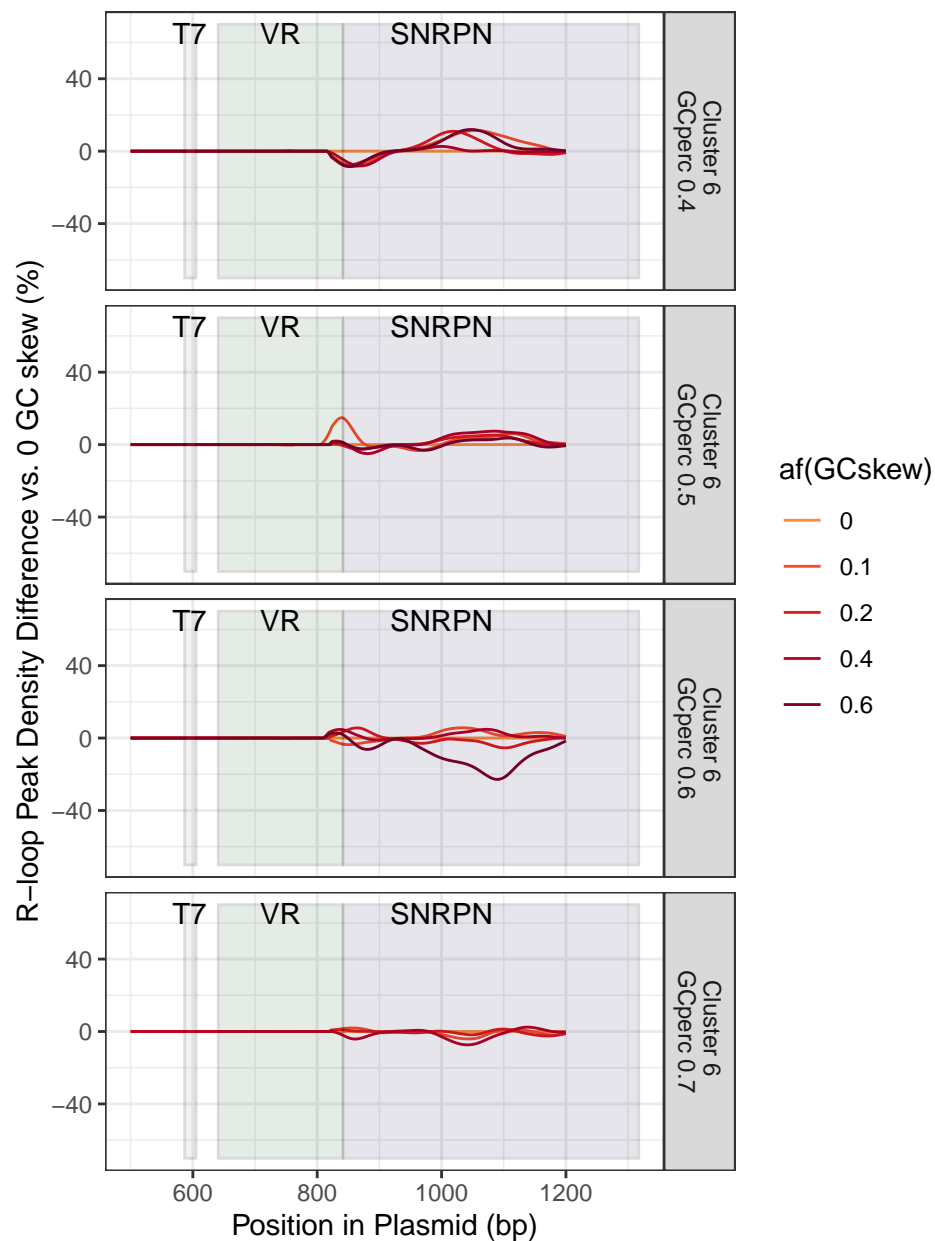 R−loop Peak Density Difference vs. 0 GC skew (%)
T7 VR SNRPN
40
0
−40
Cluster 6
GCperc 0.4
T7 VR SNRPN
40
0
−40
Cluster 6
GCperc 0.5
T7 VR SNRPN
40
0
−40
Cluster 6
GCperc 0.6
T7 VR SNRPN
40
0
−40
Cluster 6
GCperc 0.7
600 800 1000 1200
Position in Plasmid (bp)
af(GCskew)
0
0.1
0.2
0.4
0.6